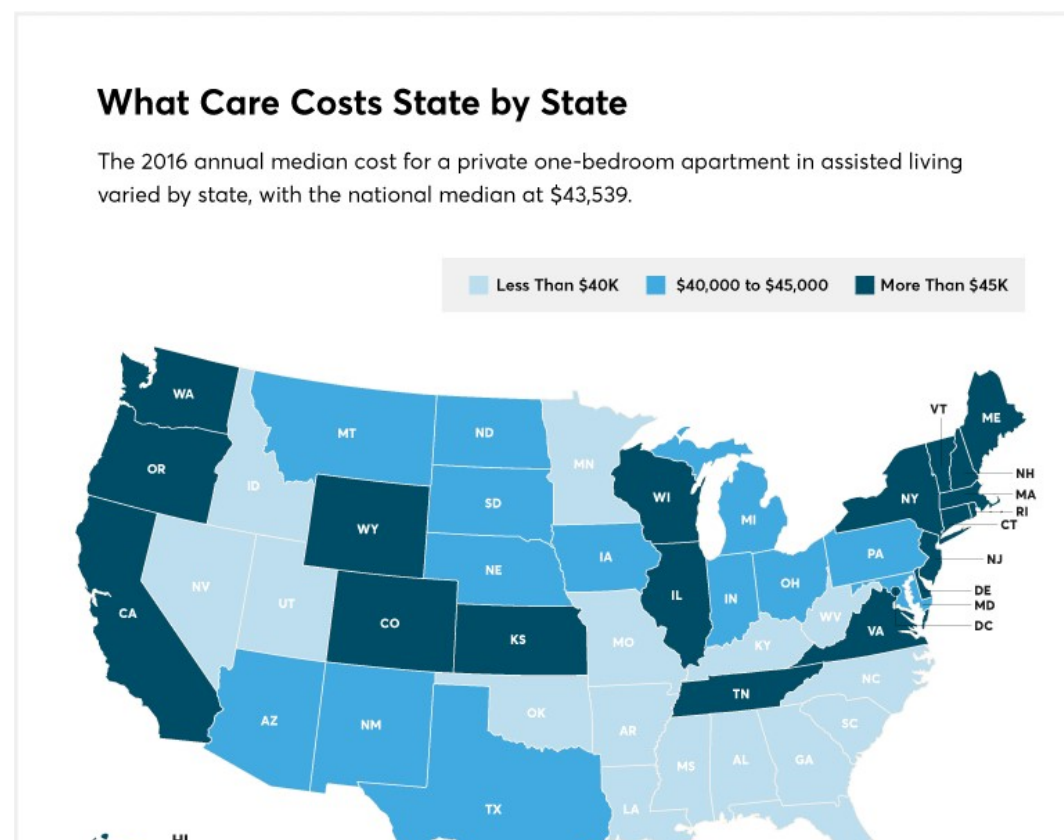 What Care Costs State by State
The 2016 annual median cost for a private one-bedroom apartment in assisted living
varied by state, with the national median at $43,539.
Less Than $40K $40,000 to $45,000 More Than $45K
WA
MT
ND
VT
ME
OR
ID
MN
SD
WI
MI
NY
NH
MA
RI
CT
WY
NE
IA
PA
NJ
NV
UT
CO
KS
IL
IN
OH
DE
MD
DC
CA
MO
KY
WV
VA
TN
NC
AZ
NM
OK
AR
SC
MS
AL
GA
TX
LA
HI